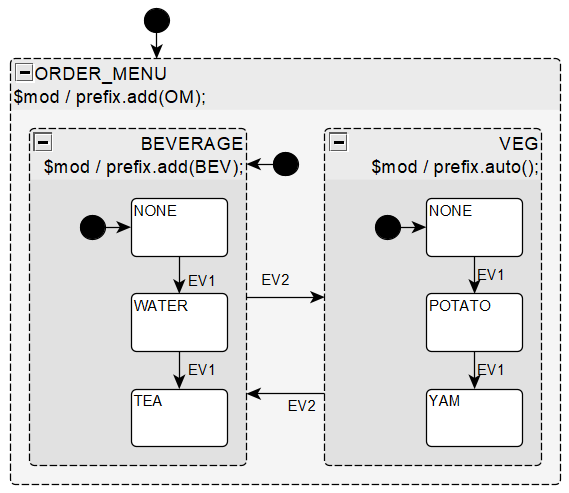 ORDER_MENU
$mod / prefix.add(OM);
BEVERAGE
$mod / prefix.add(BEV);
VEG
$mod / prefix.auto();
NONE
NONE
EV1
EV2
EV1
WATER
POTATO
EV1
EV1
TEA
EV2
YAM